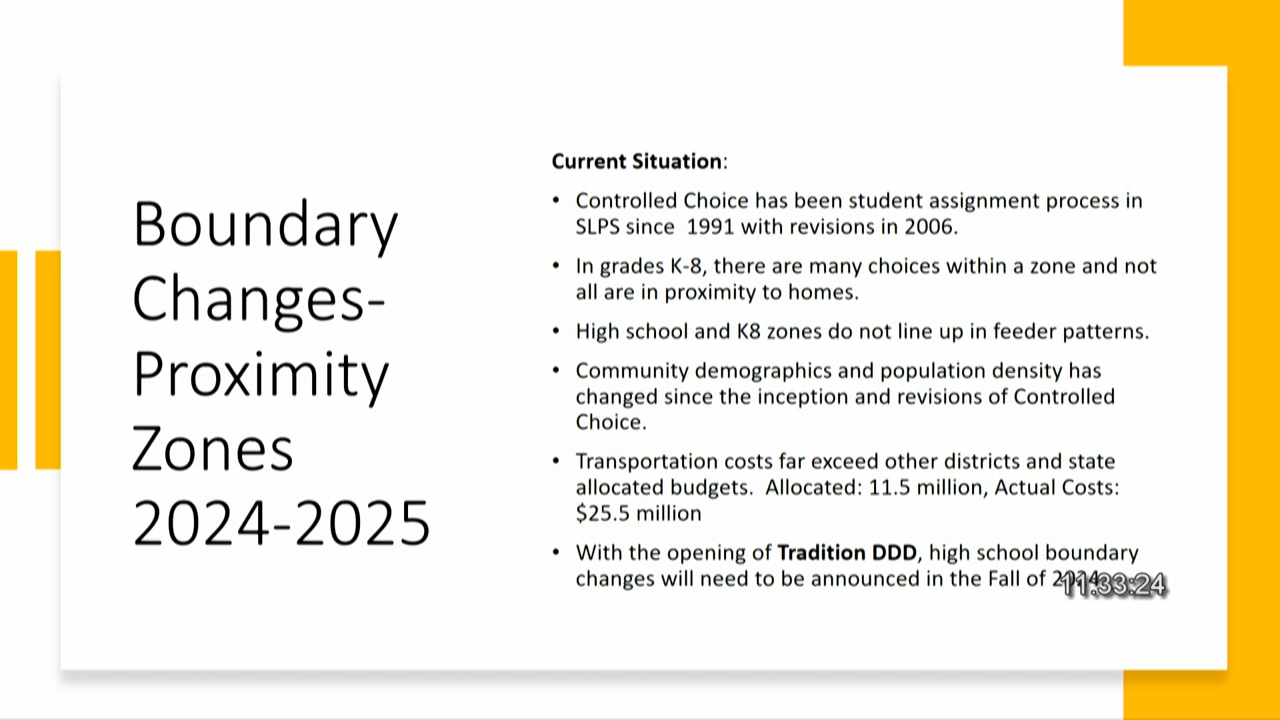 Boundary
Changes-
Proximity
Zones
2024-2025
Current Situation:
• Controlled Choice has been student assignment process in
SLPS since  1991 with revisions in 2006.
• In grades K-8, there are many choices within a zone and not
all are in proximity to homes.
• High school and K8 zones do not line up in feeder patterns.
• Community demographics and population density has
changed since the inception and revisions of Controlled
Choice.
• Transportation costs far exceed other districts and state
allocated budgets.  Allocated: 11.5 million, Actual Costs:
$25.5 million
• With the opening of Tradition DDD, high school boundary
changes will need to be announced in the Fall of
11:33:24